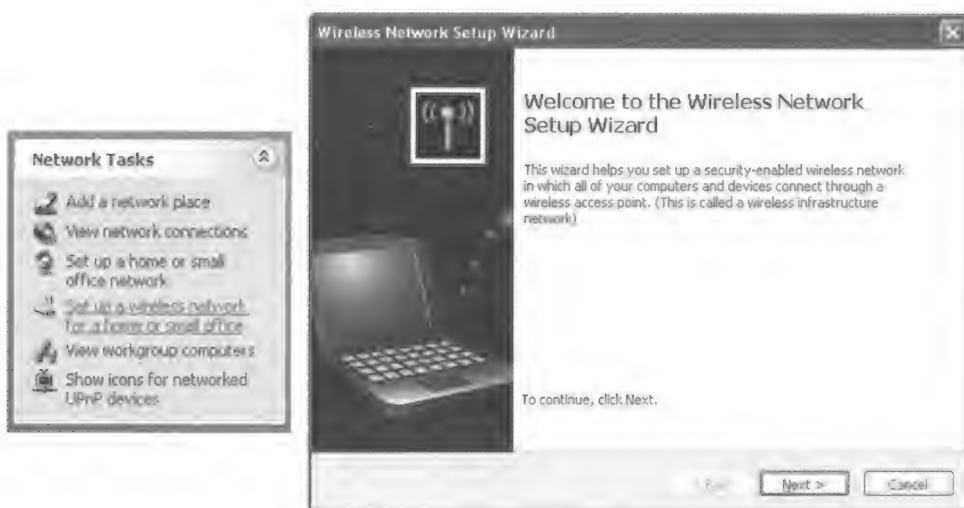 Network Tasks
Add a network place
View network connections
Set up a home or small
office network
Set up a wireless network
for a home or small office
View workgroup computers
Show icons for networked
UPnP devices
Wireless Network Setup Wizard
Welcome to the Wireless Network
Setup Wizard
This wizard helps you set up a security-enabled wireless network
in which all of your computers and devices connect through a
wireless access point. (This is called a wireless infrastructure
network)
To continue, click Next.
Next >
Cancel